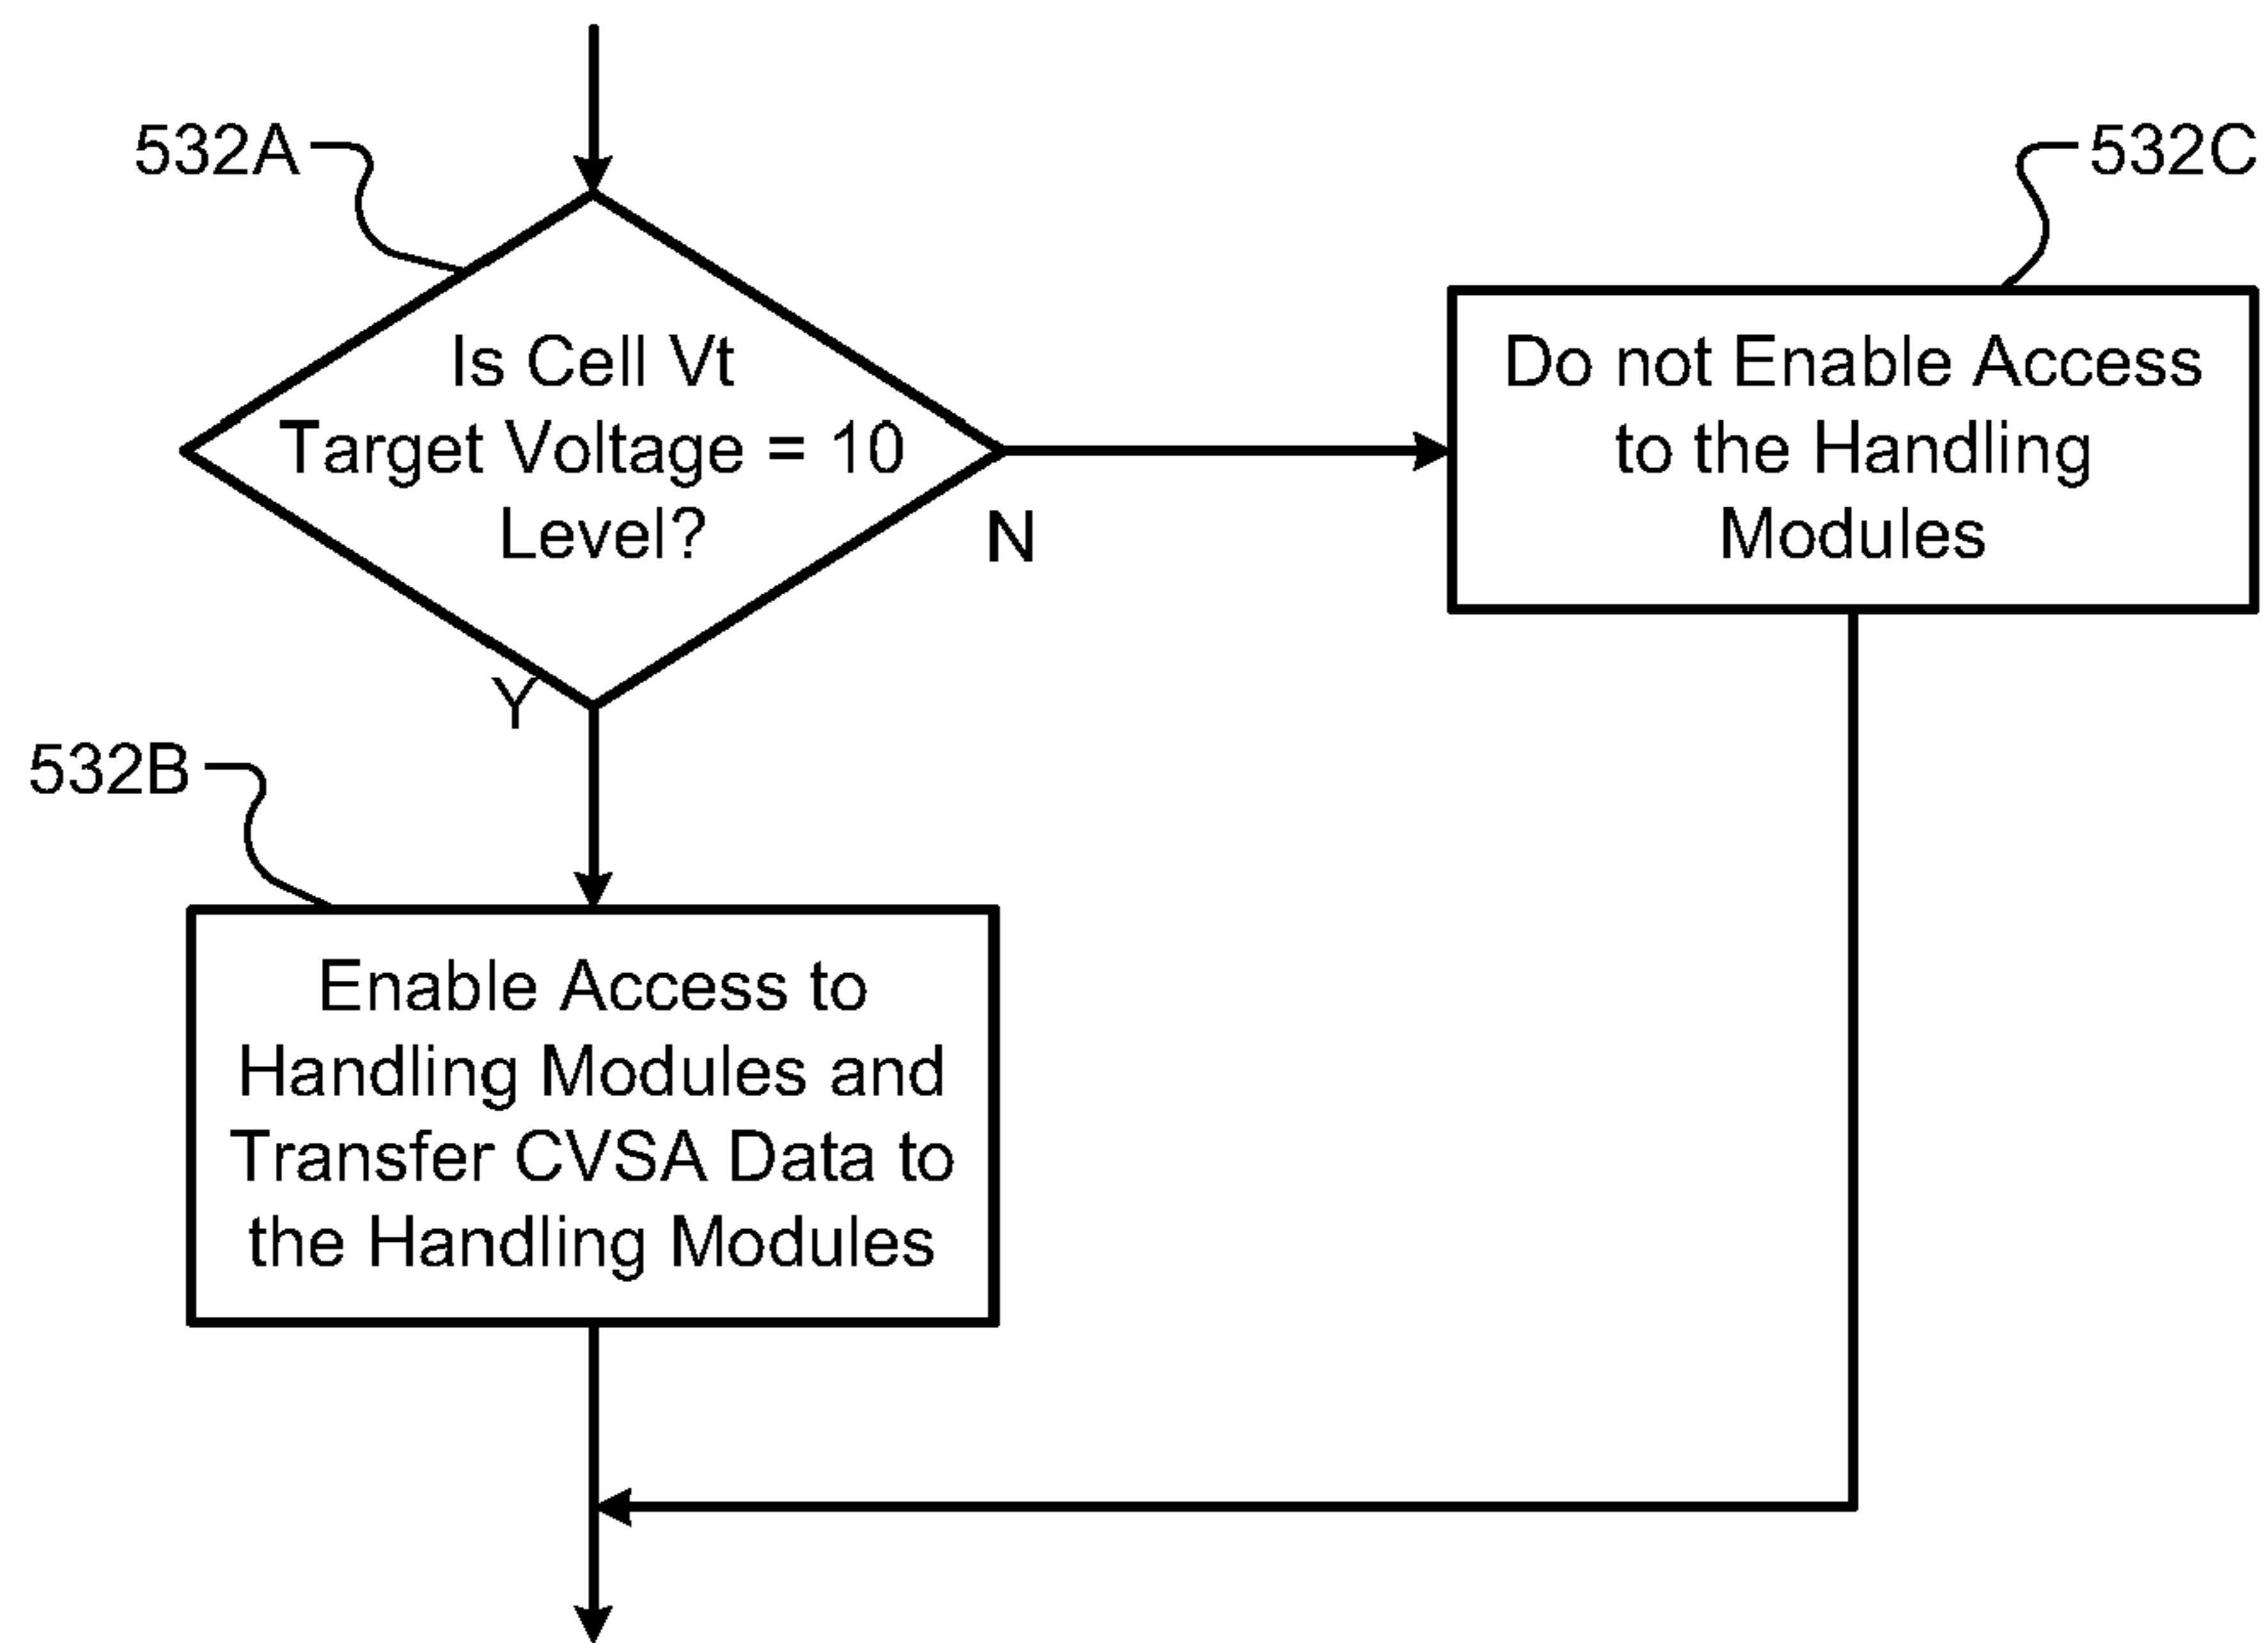 532A
532C
Is Cell Vt
Target Voltage = 10
Level?
Do not Enable Access
to the Handling
Modules
N
Y
532B
Enable Access to
Handling Modules and
Transfer CVSA Data to
the Handling Modules